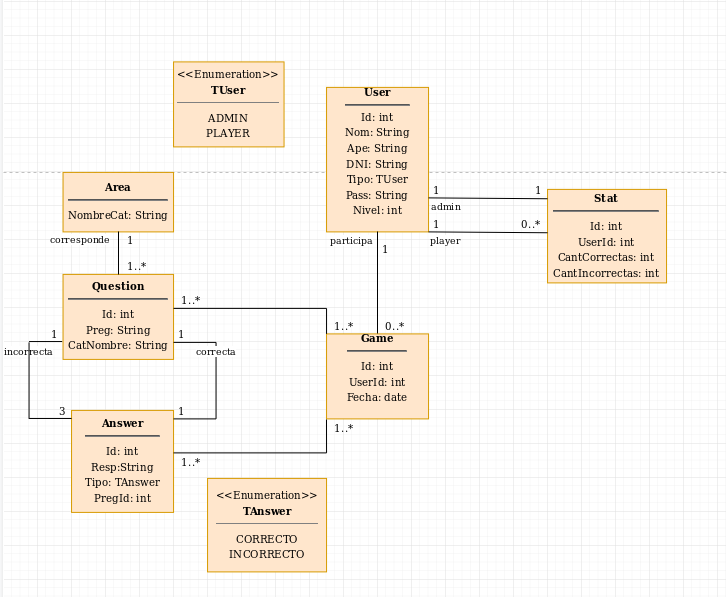 <<Enumeration>>
TUser
ADMIN
PLAYER
User
Id: int
Nom: String
Ape: String
DNI: String
Tipo: TUser
Pass: String
Nivel: int
Area
NombreCat: String
1
admin
1
1
player
0..*
Stat
Id: int
UserId: int
CantCorrectas: int
CantIncorrectas: int
corresponde
1
1..*
participa
1
0..*
Question
Id: int
Preg: String
CatNombre: String
1..*
1..*
1
incorrecta
3
1
correcta
1
Game
Id: int
UserId: int
Fecha: date
Answer
Id: int
Resp:String
Tipo: TAnswer
PregId: int
1..*
1..*
<<Enumeration>>
TAnswer
CORRECTO
INCORRECTO